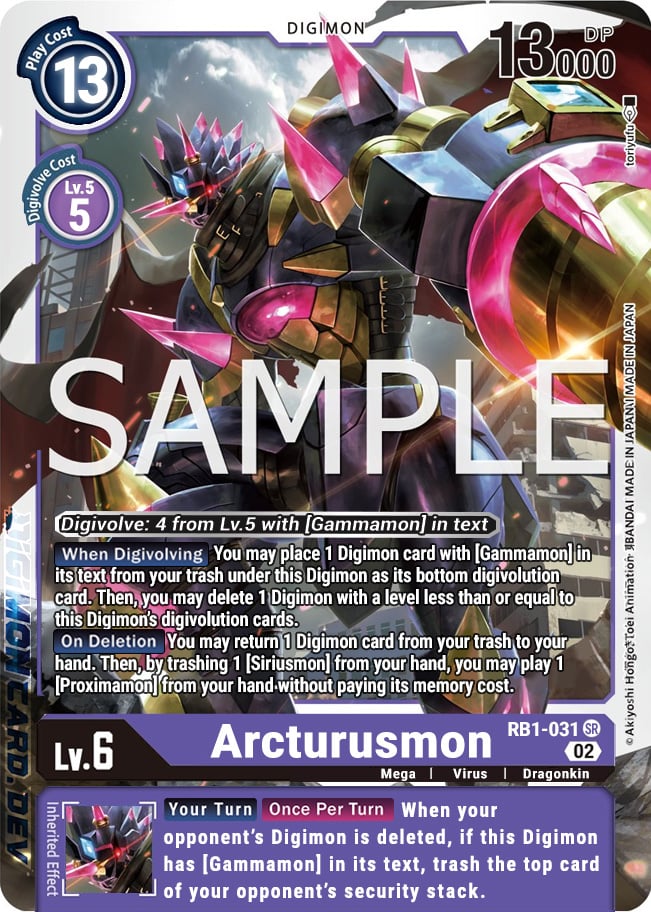 DIGIMON
Play Cost
13
13000
DP
Digivolve Cost
Lv.5
5
toriyufu
SAMPLE
Digivolve: 4 from Lv.5 with [Gammamon] in text
When Digivolving You may place 1 Digimon card with [Gammamon] in
its text from your trash under this Digimon as its bottom digivolution
card. Then, you may delete 1 Digimon with a level less than or equal to
this Digimon's digivolution cards.
On Deletion You may return 1 Digimon card from your trash to your
hand. Then, by trashing 1 [Siriusmon] from your hand, you may play 1
[Proximamon] from your hand without paying its memory cost.
© Akiyoshi Hongo, Toei Animation BANDAI MADE IN JAPAN MADE IN JAPAN
DIGIMON CARD.DEV
Lv.6
Arcturusmon
RB1-031 SR
02
Mega | Virus | Dragonkin
Inherited Effect
Your Turn Once Per Turn When your
opponent's Digimon is deleted, if this Digimon
has [Gammamon] in its text, trash the top card
of your opponent's security stack.